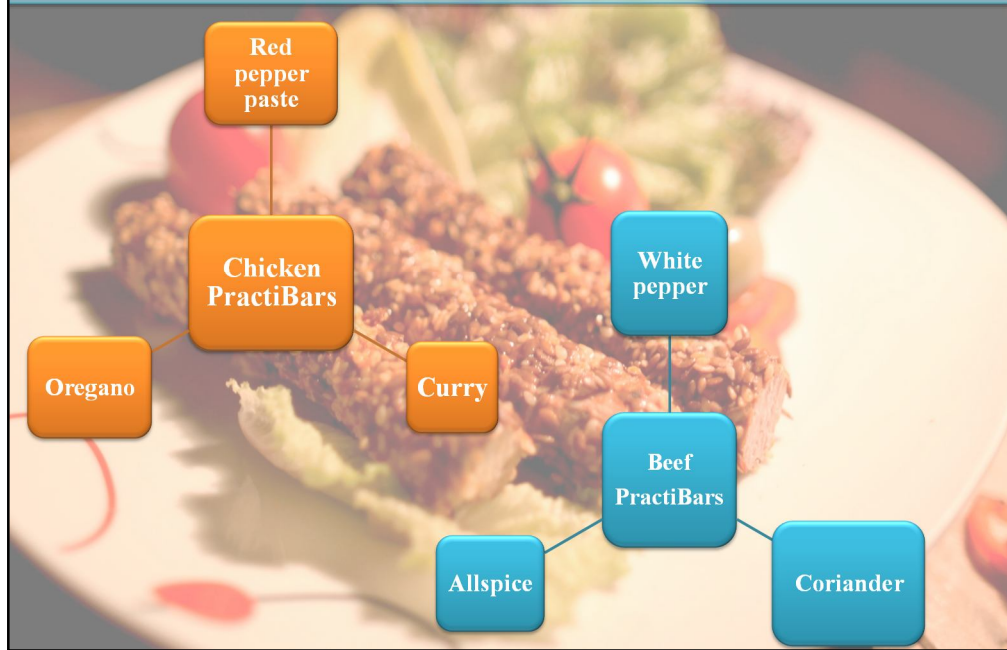 Red
pepper
paste
Chicken
PractiBars
Oregano
Curry
White
pepper
Beef
PractiBars
Allspice
Coriander